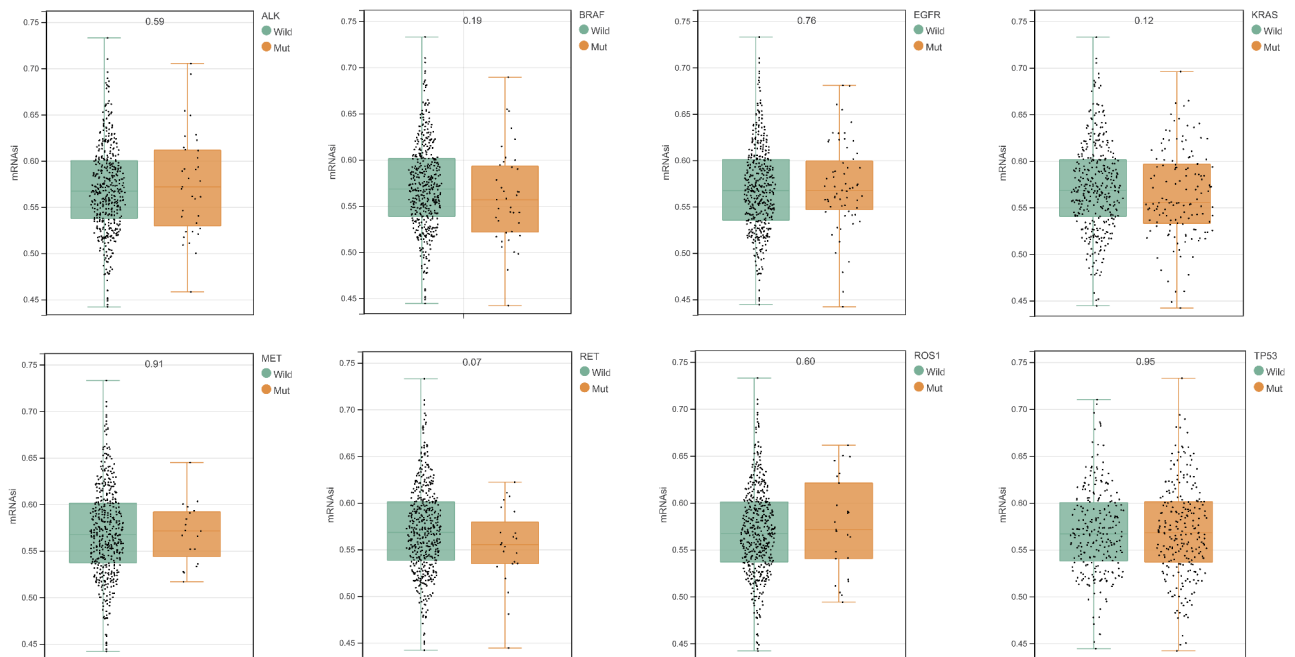 0.59
ALK
Wild
Mut
mRNAsi
0.75
0.70
0.65
0.60
0.55
0.50
0.45
0.19
BRAF
Wild
Mut
mRNAsi
0.75
0.70
0.65
0.60
0.55
0.50
0.45
0.76
EGFR
Wild
Mut
mRNAsi
0.75
0.70
0.65
0.60
0.55
0.50
0.45
0.12
KRAS
Wild
Mut
mRNAsi
0.75
0.70
0.65
0.60
0.55
0.50
0.45
0.91
MET
Wild
Mut
mRNAsi
0.75
0.70
0.65
0.60
0.55
0.50
0.45
0.07
RET
Wild
Mut
mRNAsi
0.75
0.70
0.65
0.60
0.55
0.50
0.45
0.60
ROS1
Wild
Mut
mRNAsi
0.75
0.70
0.65
0.60
0.55
0.50
0.45
0.95
TP53
Wild
Mut
mRNAsi
0.75
0.70
0.65
0.60
0.55
0.50
0.45